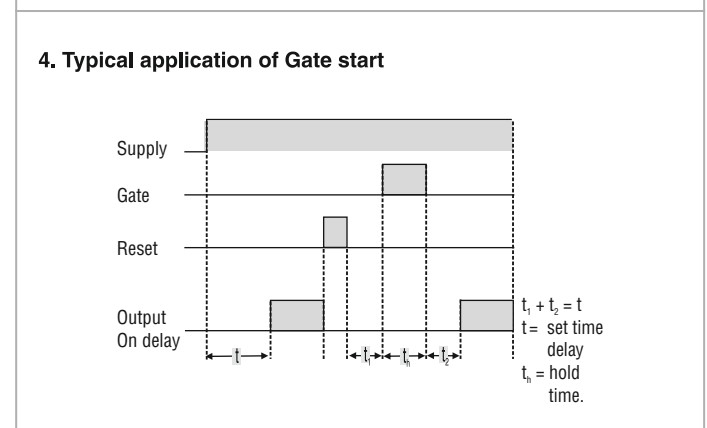 4. Typical application of Gate start
Supply
Gate
Reset
Output
On delay
t
t₁
tₕ
t₂
t₁ + t₂ = t
t = set time
delay
tₕ = hold
time.